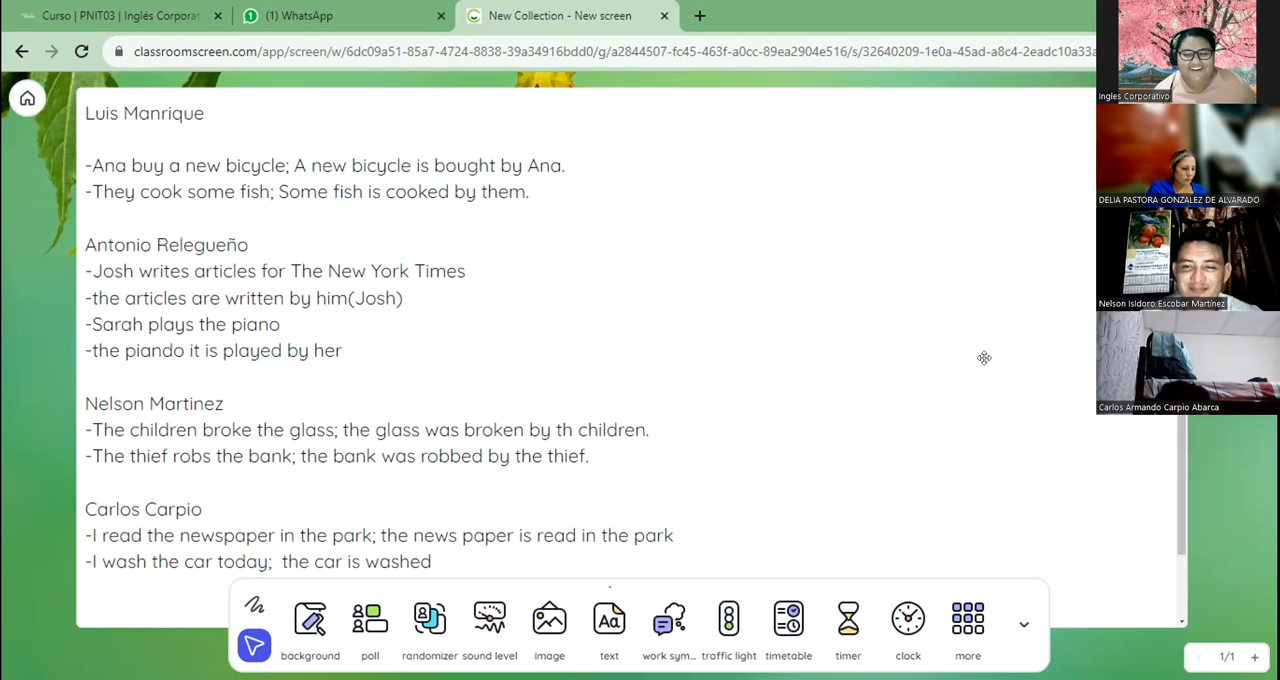 Curso | PNIT03 | Inglés Corporat
(1) WhatsApp
New Collection - New screen
classroomscreen.com/app/screen/w/6dc09a51-85a7-4724-8838-39a34916bdd0/g/a2844507-fc45-463f-a0cc-89ea2904e516/s/32640209-1e0a-45ad-a8c4-2eadc10a33a
Luis Manrique
-Ana buy a new bicycle; A new bicycle is bought by Ana.
-They cook some fish; Some fish is cooked by them.
Antonio Relegueño
-Josh writes articles for The New York Times
-the articles are written by him(Josh)
-Sarah plays the piano
-the piando it is played by her
Nelson Martinez
-The children broke the glass; the glass was broken by th children.
-The thief robs the bank; the bank was robbed by the thief.
Carlos Carpio
-I read the newspaper in the park; the news paper is read in the park
-I wash the car today; the car is washed
background poll randomizer sound level image text work sym... traffic light timetable timer clock more
1/1
Ingles Corporativo
DELIA PASTORA GONZALEZ DE ALVARADO
Nelson Isidoro Escobar Martínez
Carlos Armando Carpio Abarca